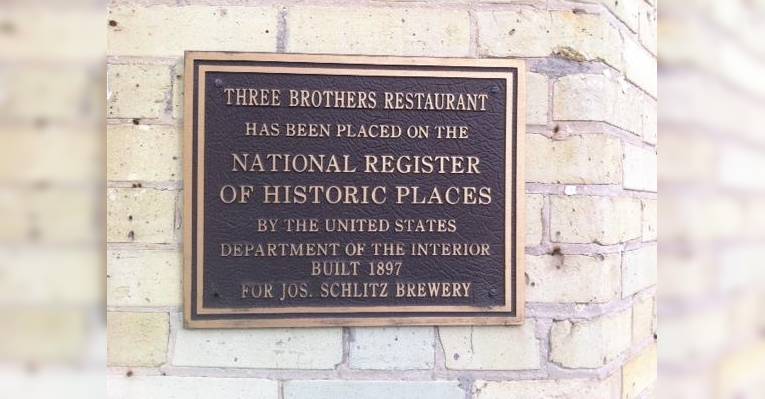 THREE BROTHERS RESTAURANT
HAS BEEN PLACED ON THE
NATIONAL REGISTER
OF HISTORIC PLACES
BY THE UNITED STATES
DEPARTMENT OF THE INTERIOR
BUILT 1897
FOR JOS. SCHLITZ BREWERY